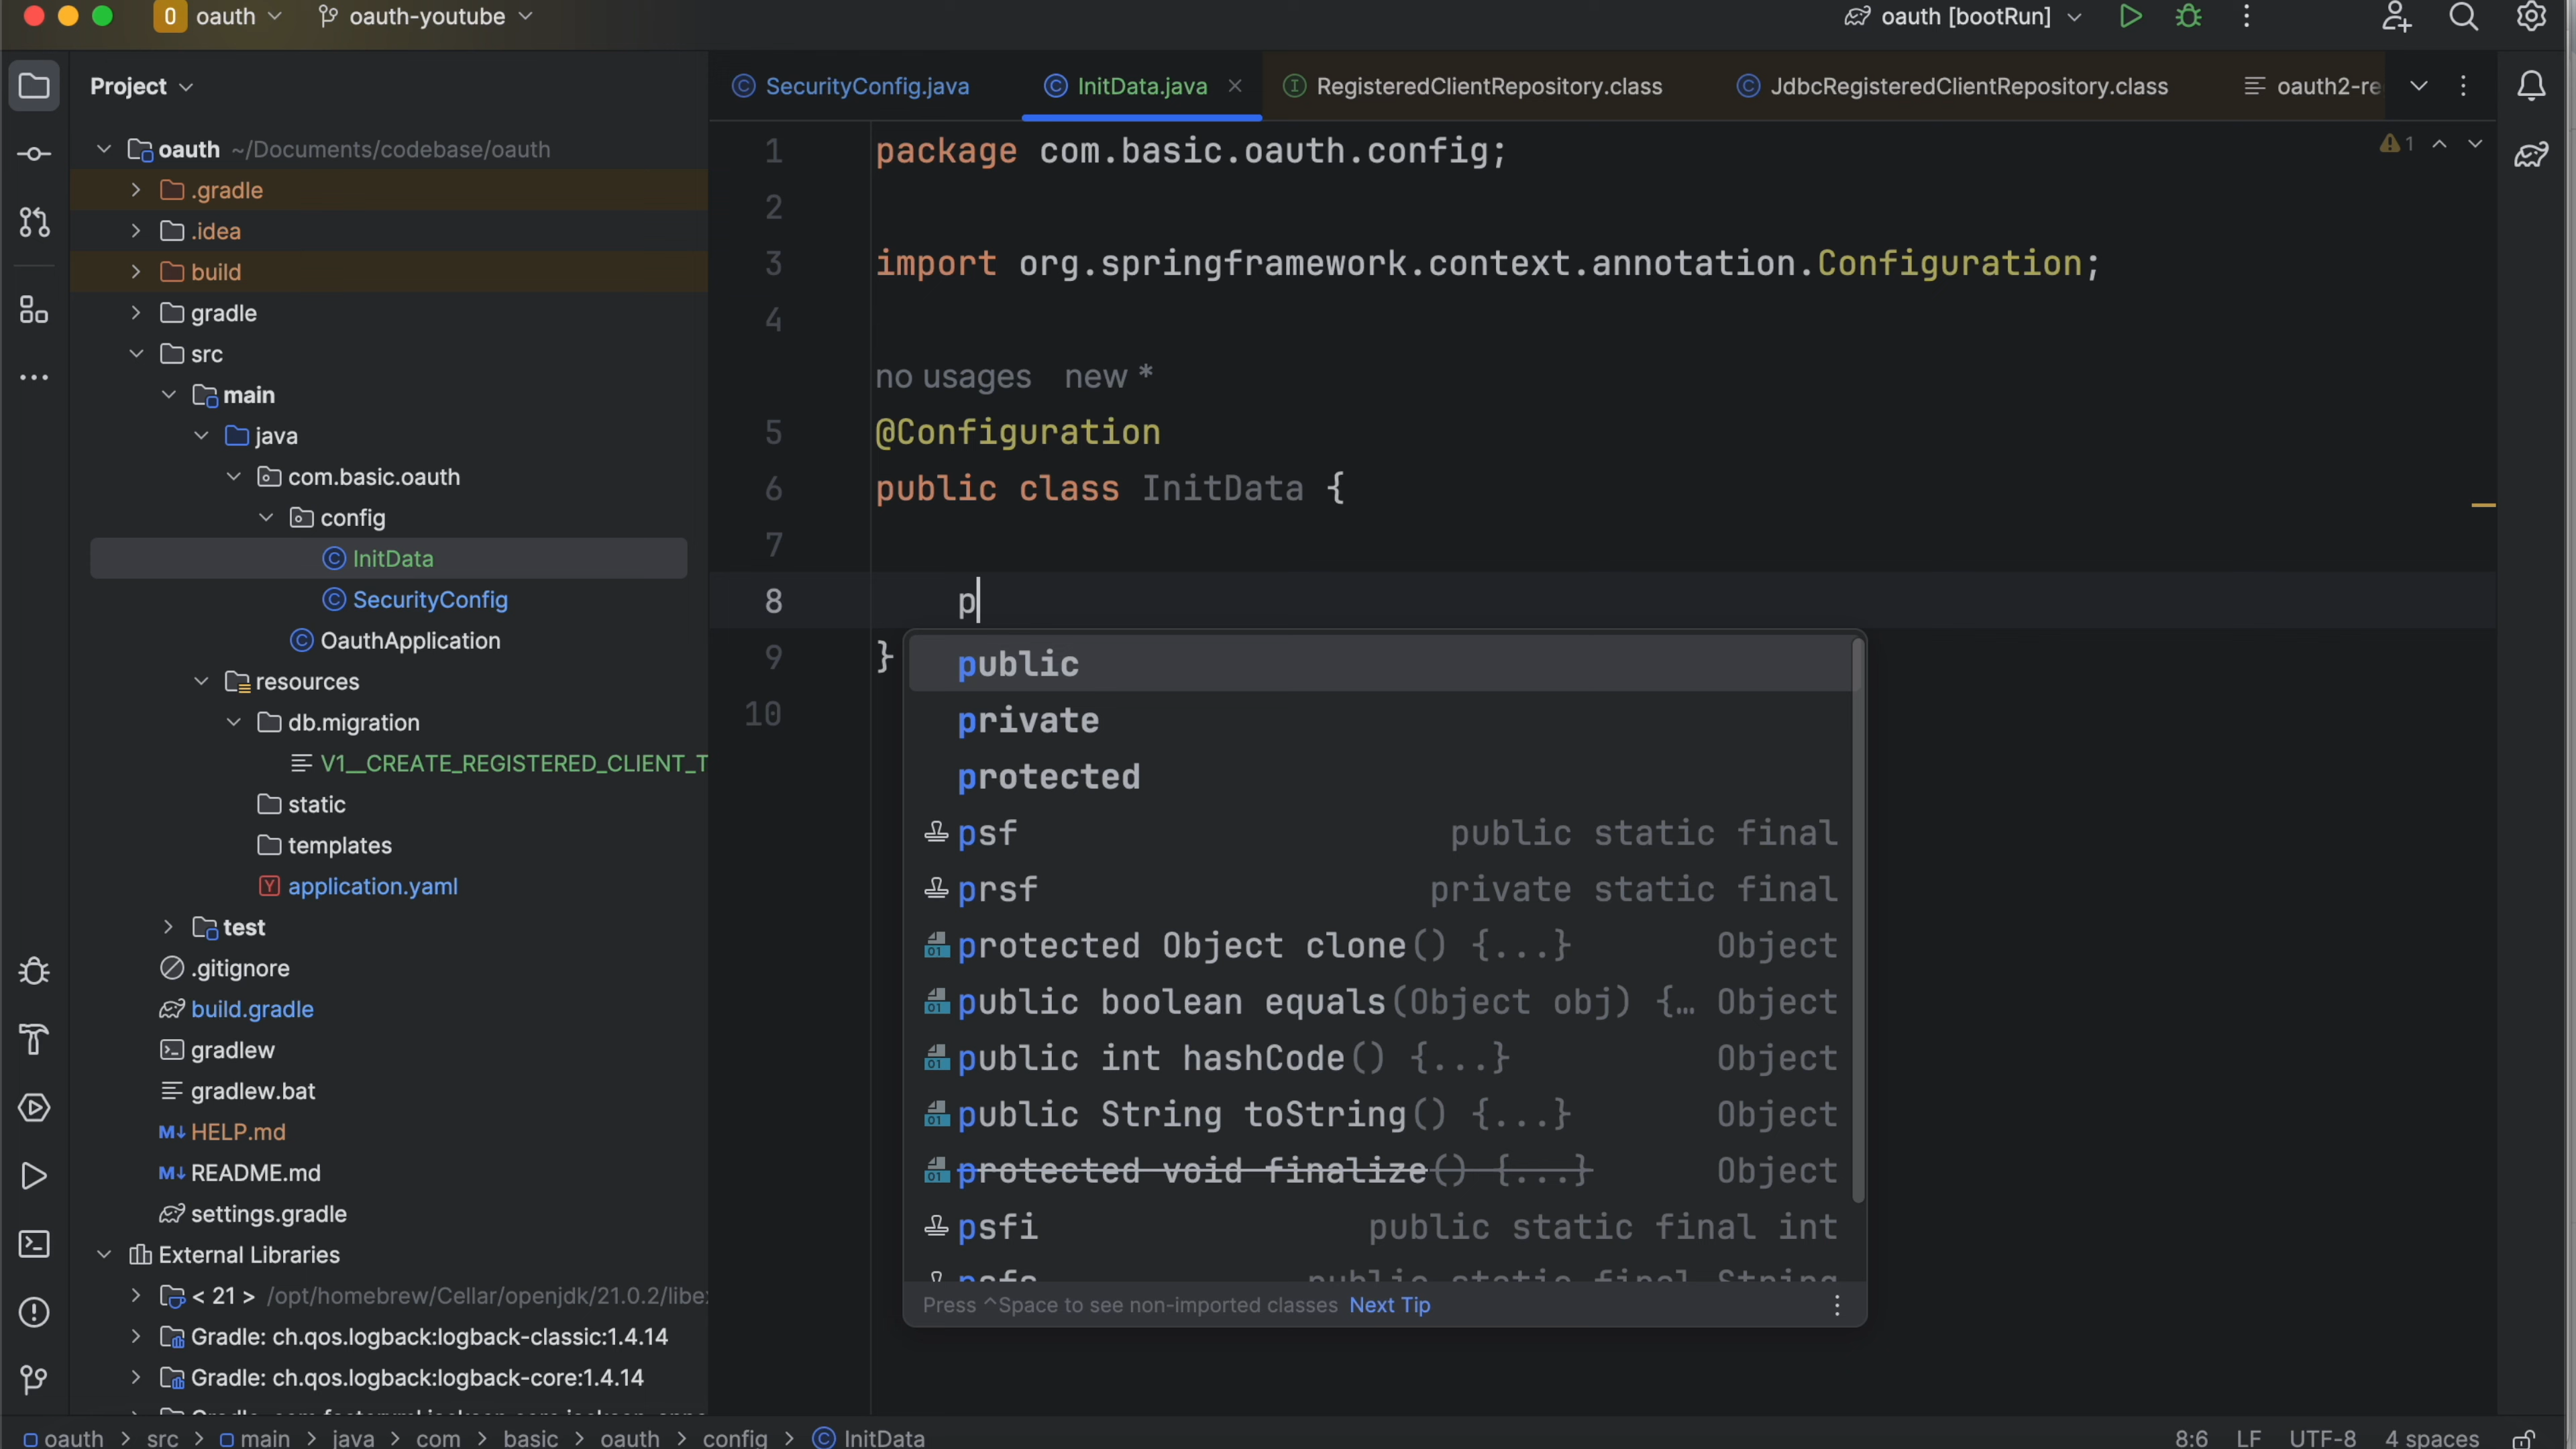 O oauth oauth-youtube oauth [bootRun]
Project
SecurityConfig.java InitData.java RegisteredClientRepository.class JdbcRegisteredClientRepository.class oauth2-re
oauth ~/Documents/codebase/oauth
.gradle
.idea
build
gradle
src
main
java
com.basic.oauth
config
InitData
SecurityConfig
OauthApplication
resources
db.migration
V1__CREATE_REGISTERED_CLIENT_T
static
templates
application.yaml
test
.gitignore
build.gradle
gradlew
gradlew.bat
M↓ HELP.md
M↓ README.md
settings.gradle
External Libraries
< 21 > /opt/homebrew/Cellar/openjdk/21.0.2/libe
Gradle: ch.qos.logback:logback-classic:1.4.14
Gradle: ch.qos.logback:logback-core:1.4.14
1 package com.basic.oauth.config;
1
2
3 import org.springframework.context.annotation.Configuration;
4
no usages new *
5 @Configuration
6 public class InitData {
7
8 p
9 }
10
public
private
protected
psf public static final
prsf private static final
protected Object clone() {...} Object
public boolean equals(Object obj) {… Object
public int hashCode() {...} Object
public String toString() {...} Object
protected void finalize() {...} Object
psfi public static final int
public static final String
Press ^Space to see non-imported classes Next Tip
oauth > src > main > java > com > basic > oauth > config > InitData
8:6 LF UTF-8 4 spaces